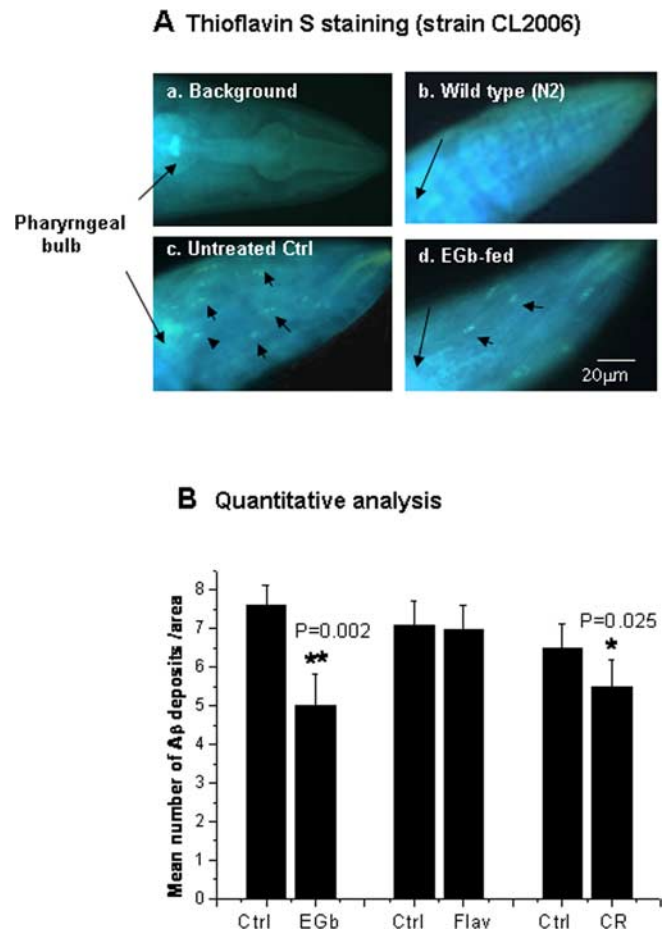 A Thioflavin S staining (strain CL2006)
a. Background
b. Wild type (N2)
Pharyngeal
bulb
c. Untreated Ctrl
d. EGb-fed
20μm
B Quantitative analysis
Mean number of Aβ deposits /area
8
7
6
5
4
3
2
1
0
P=0.002
**
P=0.025
*
Ctrl EGb Ctrl Flav Ctrl CR